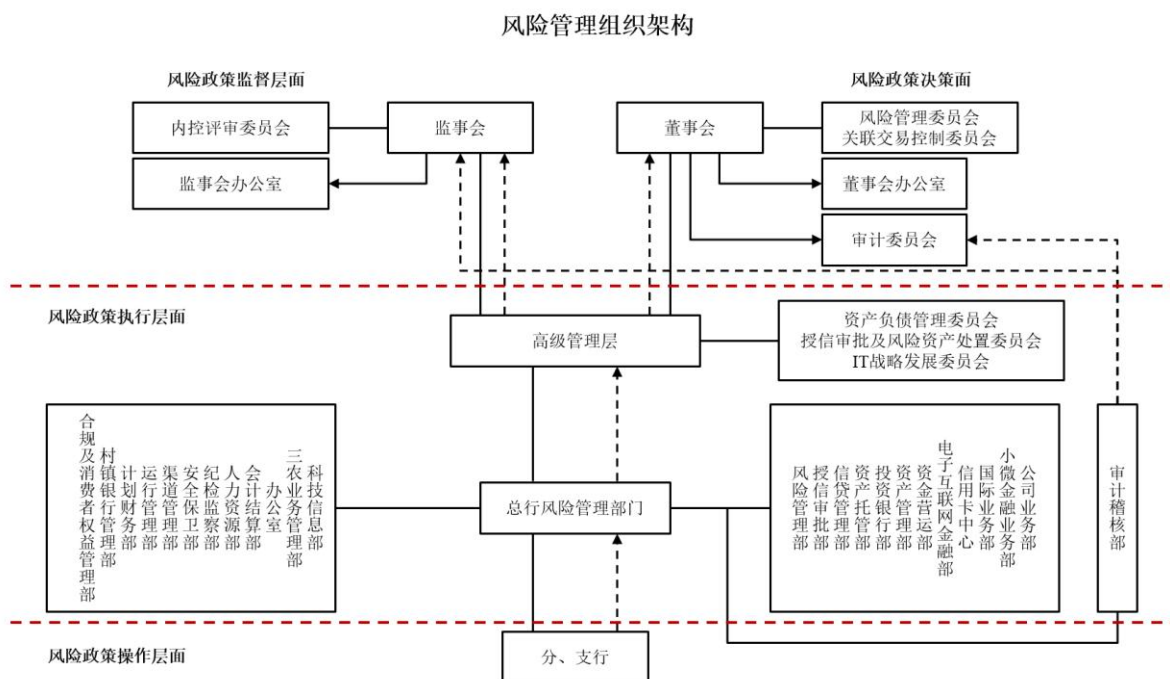 风险管理组织架构
风险政策监督层面
风险政策决策面
内控评审委员会
监事会
董事会
风险管理委员会
关联交易控制委员会
监事会办公室
董事会办公室
审计委员会
风险政策执行层面
高级管理层
资产负债管理委员会
授信审批及风险资产处置委员会
IT战略发展委员会
合规及消费者权益管理部
村镇银行管理部
计划财务部
运行管理部
渠道管理部
安全保卫部
纪检监察部
人力资源部
会计结算部
办公室
三农业务管理部
科技信息部
总行风险管理部门
风险管理部
授信审批部
信贷管理部
资产托管部
投资银行部
资产管理部
资金营运部
电子互联网金融部
信用卡中心
国际业务部
小微金融业务部
公司业务部
审计稽核部
风险政策操作层面
分、支行